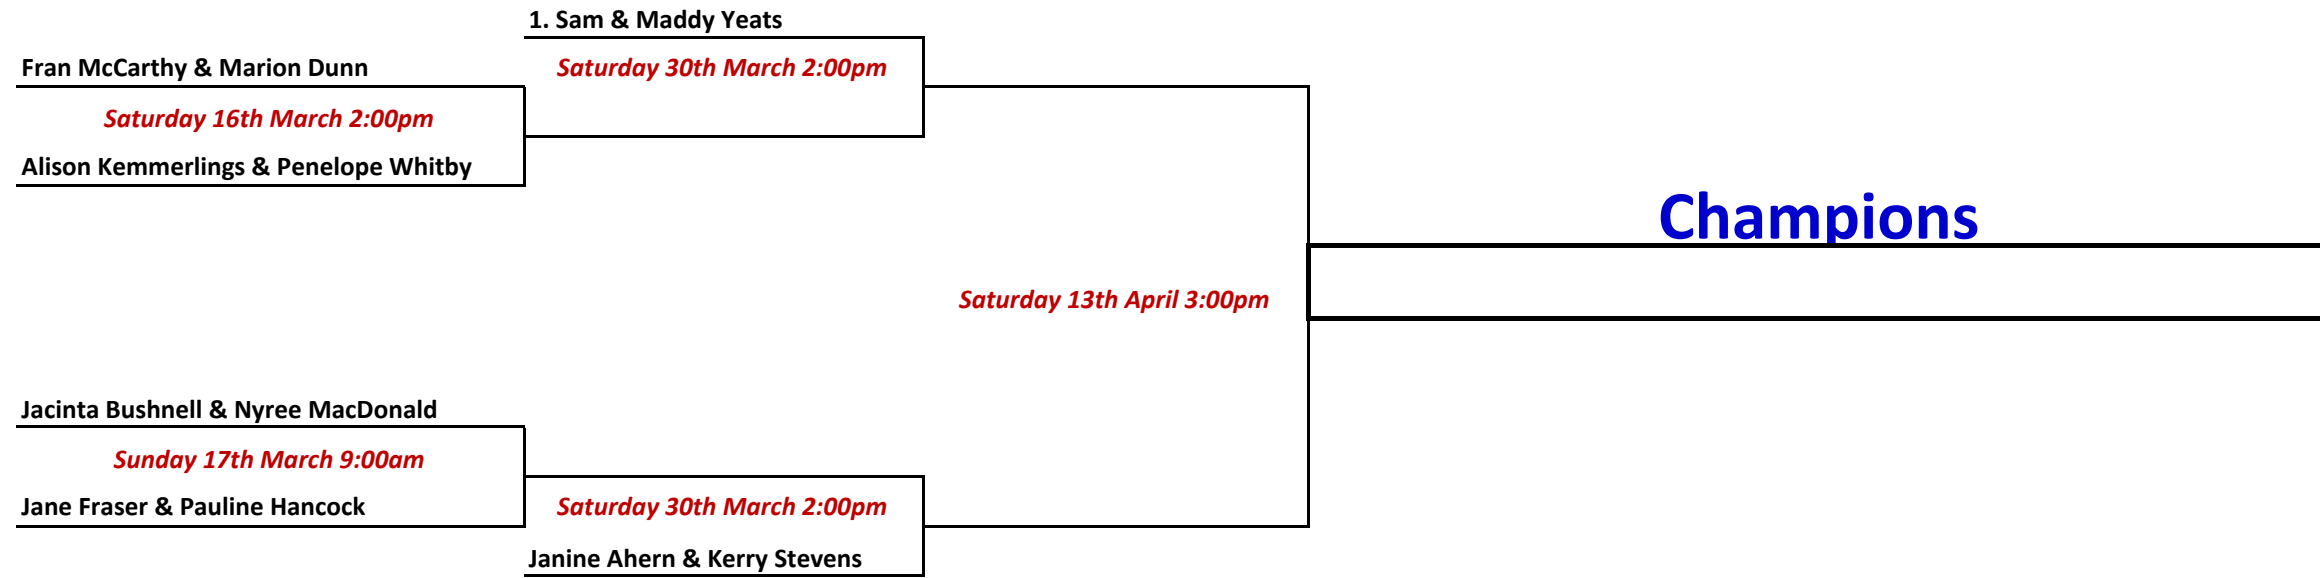 1. Sam & Maddy Yeats
Fran McCarthy & Marion Dunn
Saturday 30th March 2:00pm
Saturday 16th March 2:00pm
Alison Kemmerlings & Penelope Whitby
Champions
Saturday 13th April 3:00pm
Jacinta Bushnell & Nyree MacDonald
Sunday 17th March 9:00am
Jane Fraser & Pauline Hancock
Saturday 30th March 2:00pm
Janine Ahern & Kerry Stevens